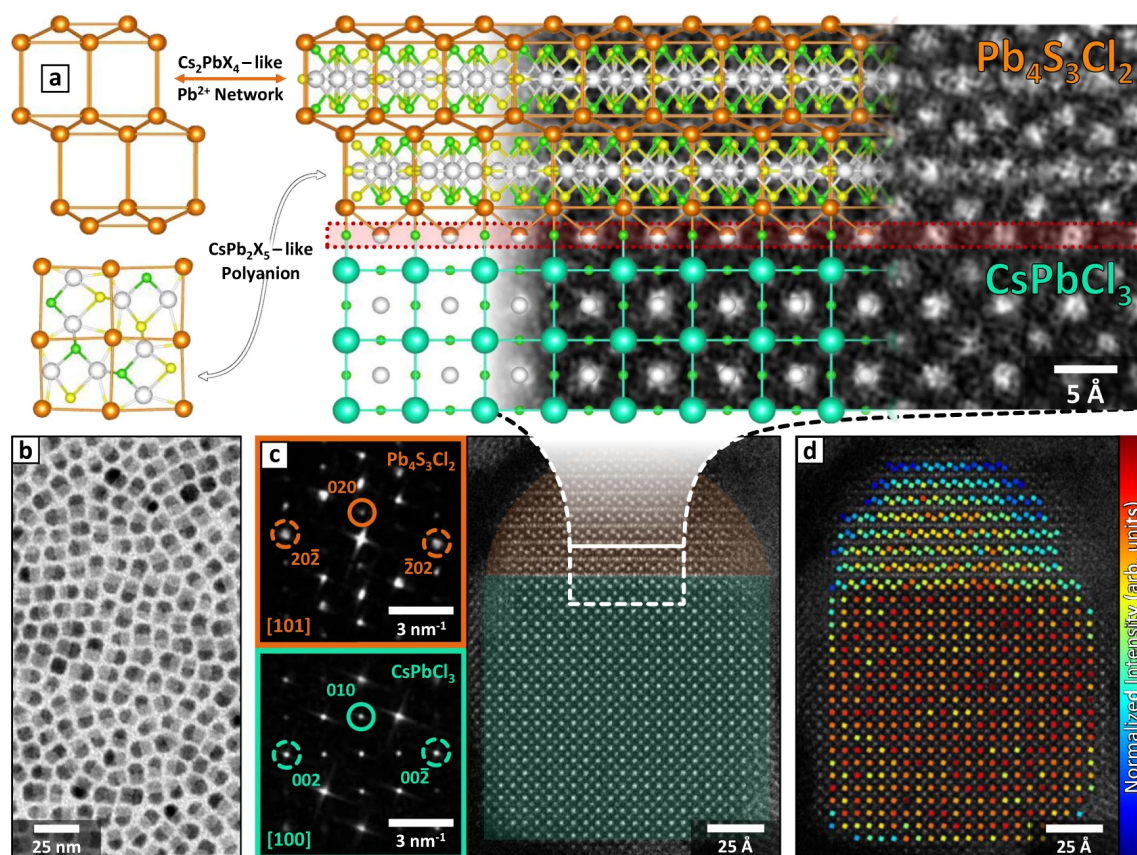 a
Cs₂PbX₄–like
Pb²⁺ Network
CsPb₂X₅–like
Polyanion
Pb₄S₃Cl₂
CsPbCl₃
5 Å
b
25 nm
c
Pb₄S₃Cl₂
020
202̄
2̄02
[101]
3 nm⁻¹
CsPbCl₃
010
002
002̄
[100]
3 nm⁻¹
25 Å
d
25 Å
Normalized Intensity (arb. units)